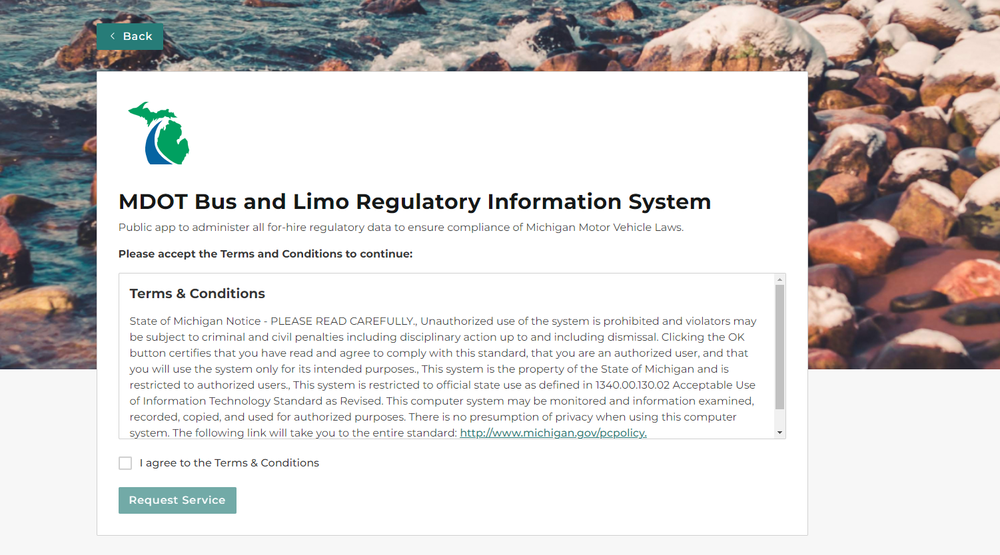 Back
MDOT Bus and Limo Regulatory Information System
Public app to administer all for-hire regulatory data to ensure compliance of Michigan Motor Vehicle Laws.
Please accept the Terms and Conditions to continue:
Terms & Conditions
State of Michigan Notice - PLEASE READ CAREFULLY., Unauthorized use of the system is prohibited and violators may
be subject to criminal and civil penalties including disciplinary action up to and including dismissal. Clicking the OK
button certifies that you have read and agree to comply with this standard, that you are an authorized user, and that
you will use the system only for its intended purposes., This system is the property of the State of Michigan and is
restricted to authorized users., This system is restricted to official state use as defined in 1340.00.130.02 Acceptable Use
of Information Technology Standard as Revised. This computer system may be monitored and information examined,
recorded, copied, and used for authorized purposes. There is no presumption of privacy when using this computer
system. The following link will take you to the entire standard: http://www.michigan.gov/pcpolicy.
I agree to the Terms & Conditions
Request Service